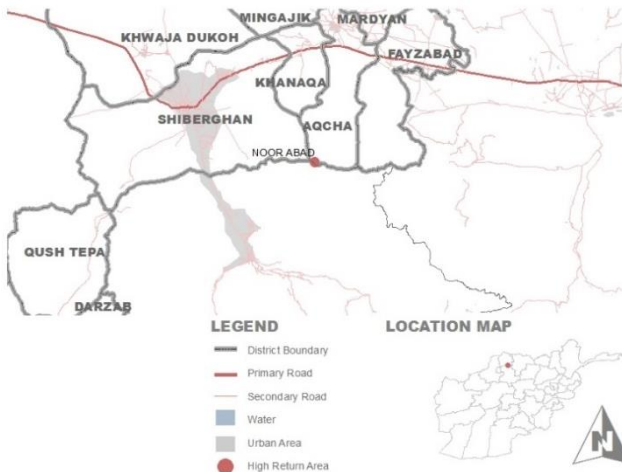 MINGAJIK
MARDYAN
KHWAJA DUKOH
FAYZABAD
KHANAQA
SHIBERGHAN
AQCHA
NOOR ABAD
QUSH TEPA
DARZAB
LEGEND
District Boundary
Primary Road
Secondary Road
Water
Urban Area
High Return Area
LOCATION MAP
N